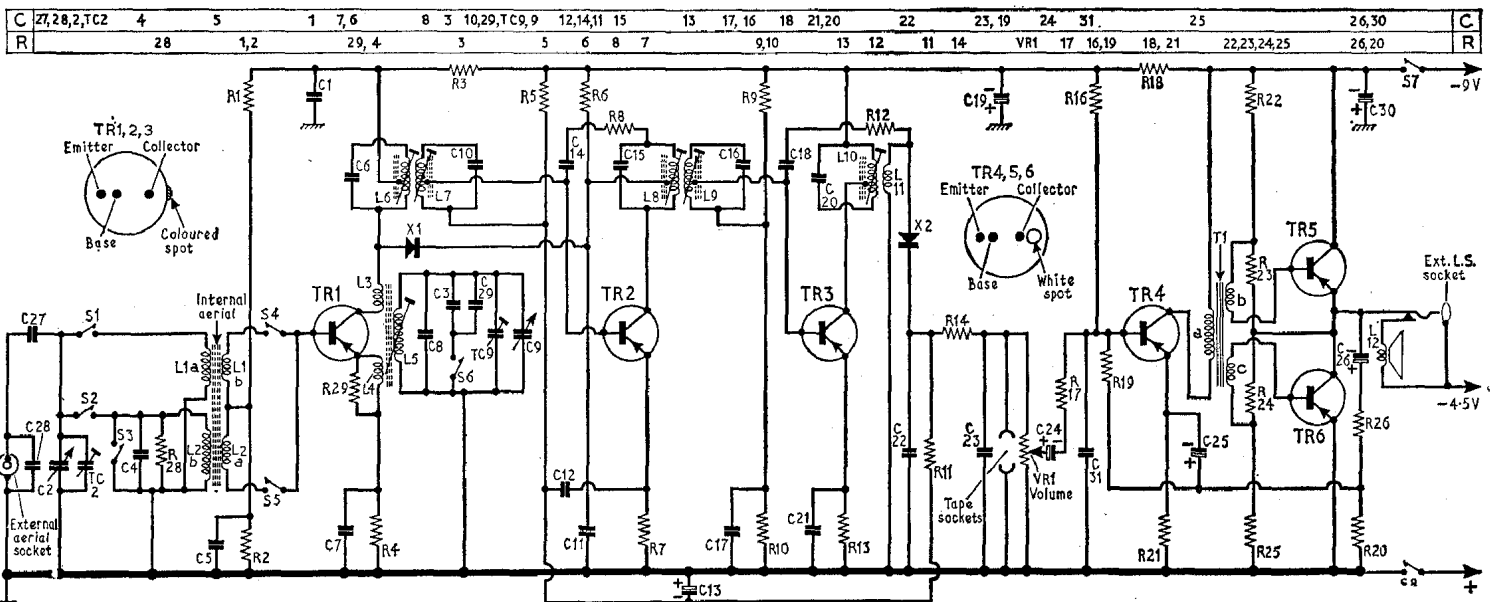 C 27,28,2,TC2 4 5 1 7,6 8 3 10,29,TC9,9 12,14,11 15 13 17,16 18 21,20 22 23,19 24 31. 25 26,30 C
R 28 1,2 29,4 3 5 6 8 7 9,10 13 12 11 14 VR1 17 16,19 18,21 22,23,24,25 26,20 R
R1
C1
R3
R5
R6
R9
C19
R16
R18
R22
C30
S7
-9V
TR1,2,3
Emitter
Collector
Base
Coloured spot
C6
L6
L7
C10
C14
R8
C15
L8
L9
C16
C18
R12
L10
C20
L11
X1
X2
TR4,5,6
Emitter
Collector
Base
White spot
T1
a
b
c
R23
R24
TR5
TR6
Ext. L.S. socket
L12
C26
R26
-4.5V
C27
S1
Internal aerial
S4
L1a
L1b
TR1
L3
L4
R29
L5
C8
C3
C29
TC9
C9
S6
TR2
TR3
R14
TR4
R17
R19
S2
S3
C28
C2
TC2
C4
R28
L2b
L2a
S5
External aerial socket
C5
R2
C7
R4
C12
C11
R7
C17
R10
C21
R13
C22
R11
C23
Tape sockets
C24
VR1 Volume
C31
C25
R21
R25
R20
C13
S8
+